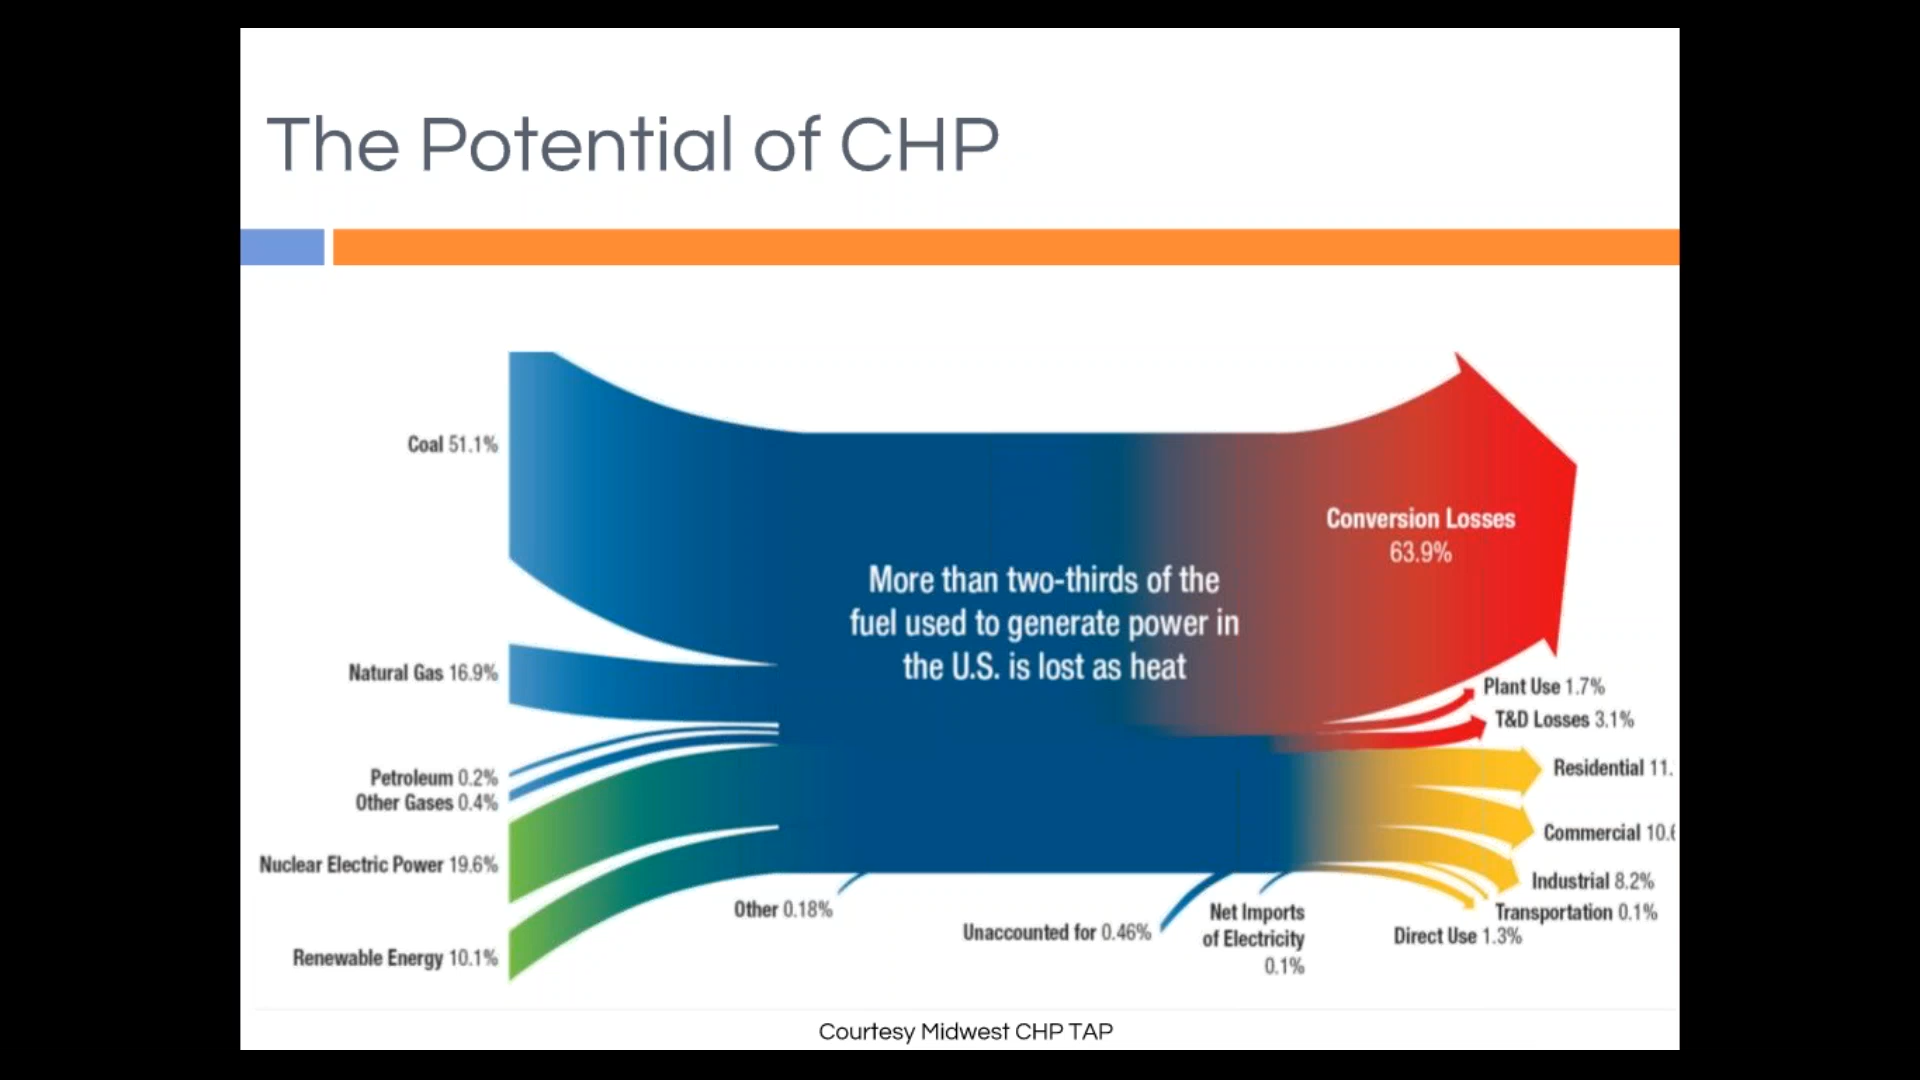 The Potential of CHP
Coal 51.1%
Natural Gas 16.9%
Petroleum 0.2%
Other Gases 0.4%
Nuclear Electric Power 19.6%
Renewable Energy 10.1%
More than two-thirds of the
fuel used to generate power in
the U.S. is lost as heat
Conversion Losses
63.9%
Plant Use 1.7%
T&D Losses 3.1%
Residential 11.
Commercial 10.6
Industrial 8.2%
Transportation 0.1%
Direct Use 1.3%
Other 0.18%
Unaccounted for 0.46%
Net Imports
of Electricity
0.1%
Courtesy Midwest CHP TAP